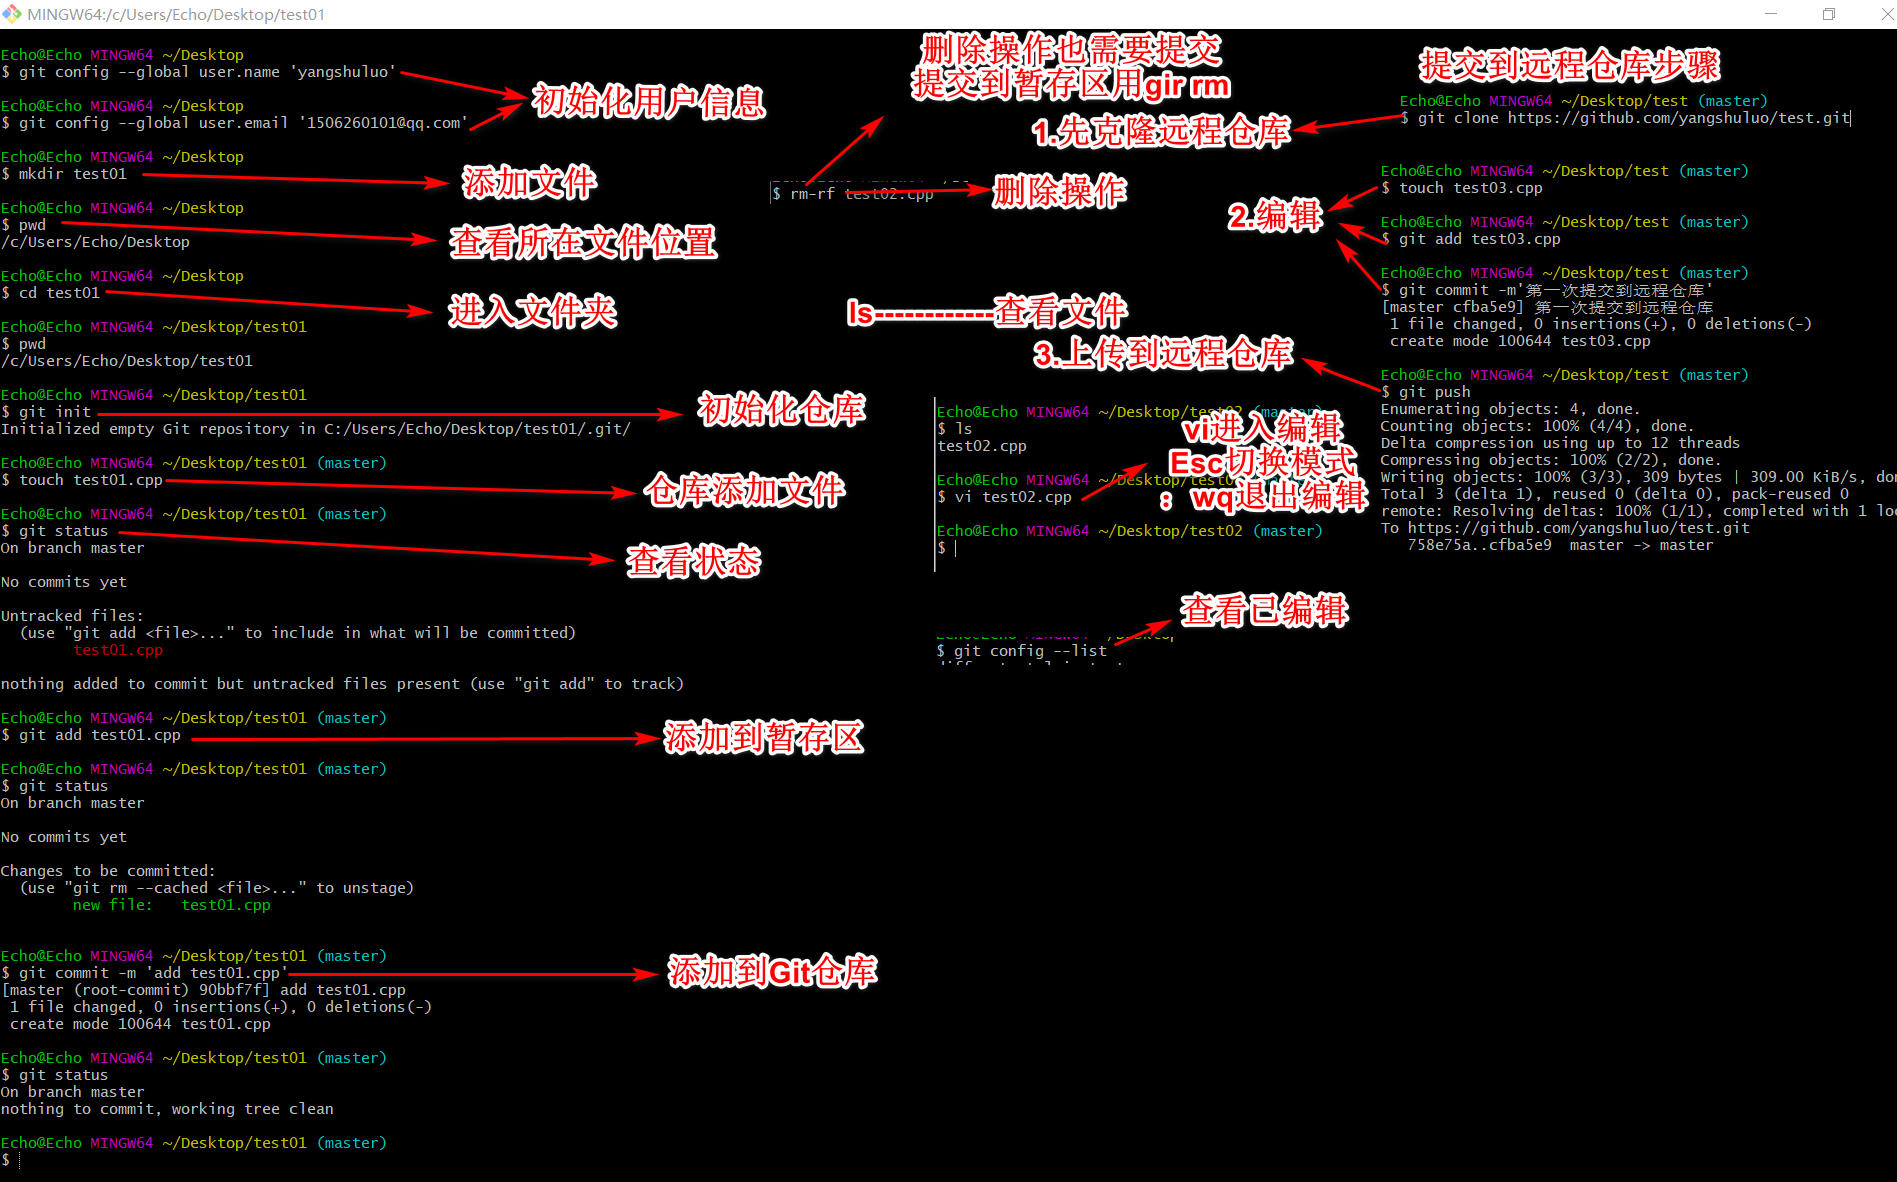 MINGW64:/c/Users/Echo/Desktop/test01
Echo@Echo MINGW64 ~/Desktop
$ git config --global user.name 'yangshuluo'
初始化用户信息
Echo@Echo MINGW64 ~/Desktop
$ git config --global user.email '1506260101@qq.com'
Echo@Echo MINGW64 ~/Desktop
$ mkdir test01
添加文件
Echo@Echo MINGW64 ~/Desktop
$ pwd
/c/Users/Echo/Desktop
查看所在文件位置
Echo@Echo MINGW64 ~/Desktop
$ cd test01
进入文件夹
Echo@Echo MINGW64 ~/Desktop/test01
$ pwd
/c/Users/Echo/Desktop/test01
Echo@Echo MINGW64 ~/Desktop/test01
$ git init
初始化仓库
Initialized empty Git repository in C:/Users/Echo/Desktop/test01/.git/
Echo@Echo MINGW64 ~/Desktop/test01 (master)
$ touch test01.cpp
仓库添加文件
Echo@Echo MINGW64 ~/Desktop/test01 (master)
$ git status
查看状态
On branch master
No commits yet
Untracked files:
(use "git add <file>..." to include in what will be committed)
test01.cpp
nothing added to commit but untracked files present (use "git add" to track)
Echo@Echo MINGW64 ~/Desktop/test01 (master)
$ git add test01.cpp
添加到暂存区
Echo@Echo MINGW64 ~/Desktop/test01 (master)
$ git status
On branch master
No commits yet
Changes to be committed:
(use "git rm --cached <file>..." to unstage)
new file:   test01.cpp
Echo@Echo MINGW64 ~/Desktop/test01 (master)
$ git commit -m 'add test01.cpp'
添加到Git仓库
[master (root-commit) 90bbf7f] add test01.cpp
1 file changed, 0 insertions(+), 0 deletions(-)
create mode 100644 test01.cpp
Echo@Echo MINGW64 ~/Desktop/test01 (master)
$ git status
On branch master
nothing to commit, working tree clean
Echo@Echo MINGW64 ~/Desktop/test01 (master)
$
删除操作也需要提交
提交到暂存区用gir rm
$ rm-rf test02.cpp
删除操作
ls------------查看文件
Echo@Echo MINGW64 ~/Desktop/test02 (master)
$ ls
test02.cpp
Echo@Echo MINGW64 ~/Desktop/test02
$ vi test02.cpp
vi进入编辑
Esc切换模式
：wq退出编辑
Echo@Echo MINGW64 ~/Desktop/test02 (master)
$
查看已编辑
Echo@Echo MINGW64 ~/Desktop
$ git config --list
提交到远程仓库步骤
Echo@Echo MINGW64 ~/Desktop/test (master)
$ git clone https://github.com/yangshuluo/test.git
1.先克隆远程仓库
Echo@Echo MINGW64 ~/Desktop/test (master)
$ touch test03.cpp
2.编辑
Echo@Echo MINGW64 ~/Desktop/test (master)
$ git add test03.cpp
Echo@Echo MINGW64 ~/Desktop/test (master)
$ git commit -m'第一次提交到远程仓库'
[master cfba5e9] 第一次提交到远程仓库
1 file changed, 0 insertions(+), 0 deletions(-)
create mode 100644 test03.cpp
3.上传到远程仓库
Echo@Echo MINGW64 ~/Desktop/test (master)
$ git push
Enumerating objects: 4, done.
Counting objects: 100% (4/4), done.
Delta compression using up to 12 threads
Compressing objects: 100% (2/2), done.
Writing objects: 100% (3/3), 309 bytes | 309.00 KiB/s, don
Total 3 (delta 1), reused 0 (delta 0), pack-reused 0
remote: Resolving deltas: 100% (1/1), completed with 1 loc
To https://github.com/yangshuluo/test.git
758e75a..cfba5e9  master -> master